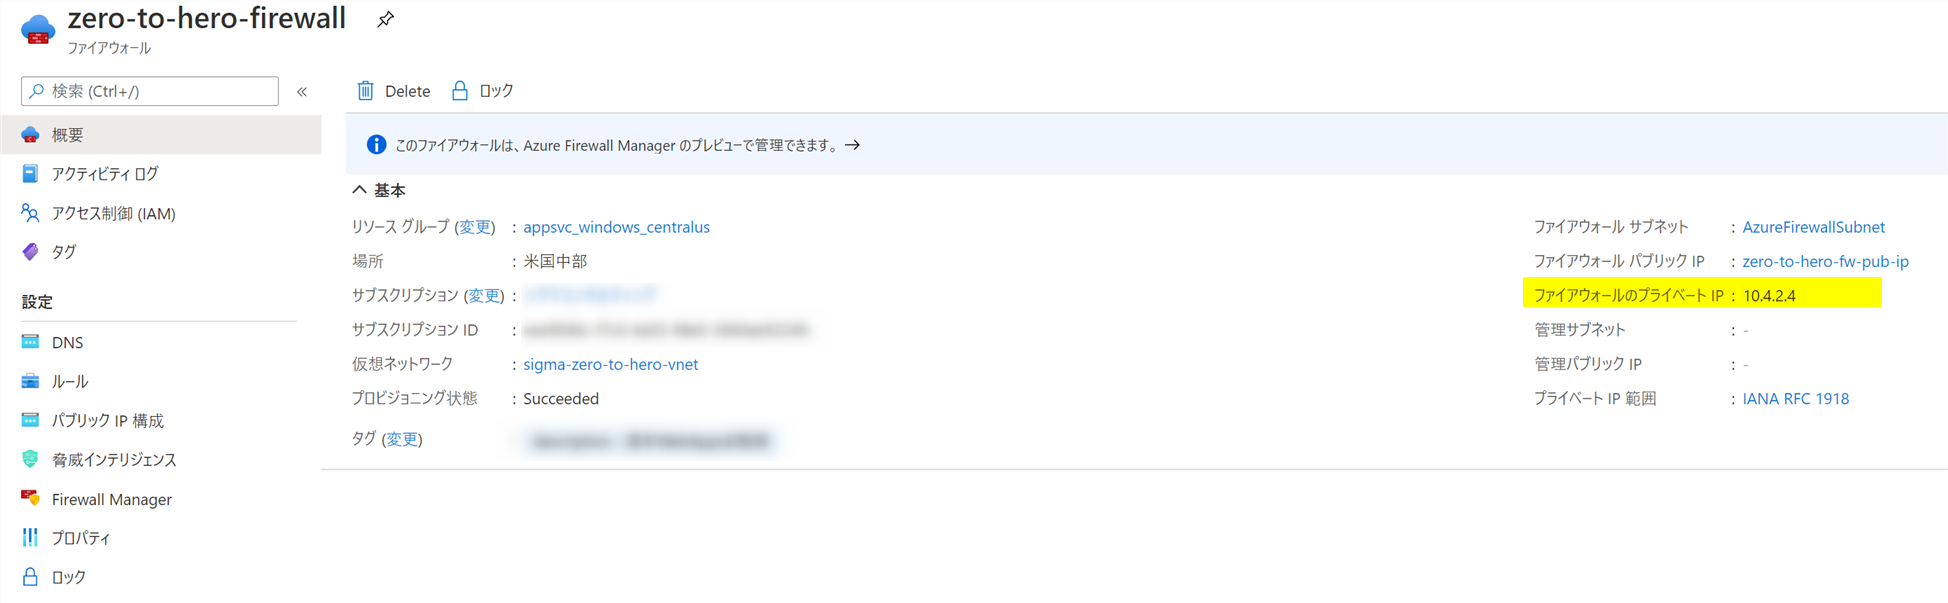 zero-to-hero-firewall
ファイアウォール
検索 (Ctrl+/)
«
概要
アクティビティ ログ
アクセス制御 (IAM)
タグ
設定
DNS
ルール
パブリック IP 構成
脅威インテリジェンス
Firewall Manager
プロパティ
ロック
Delete ロック
このファイアウォールは、Azure Firewall Manager のプレビューで管理できます。→
基本
リソース グループ (変更) : appsvc_windows_centralus
場所 : 米国中部
サブスクリプション (変更) :
サブスクリプション ID :
仮想ネットワーク : sigma-zero-to-hero-vnet
プロビジョニング状態 : Succeeded
タグ (変更)
ファイアウォール サブネット : AzureFirewallSubnet
ファイアウォール パブリック IP : zero-to-hero-fw-pub-ip
ファイアウォールのプライベート IP : 10.4.2.4
管理サブネット : -
管理パブリック IP : -
プライベート IP 範囲 : IANA RFC 1918